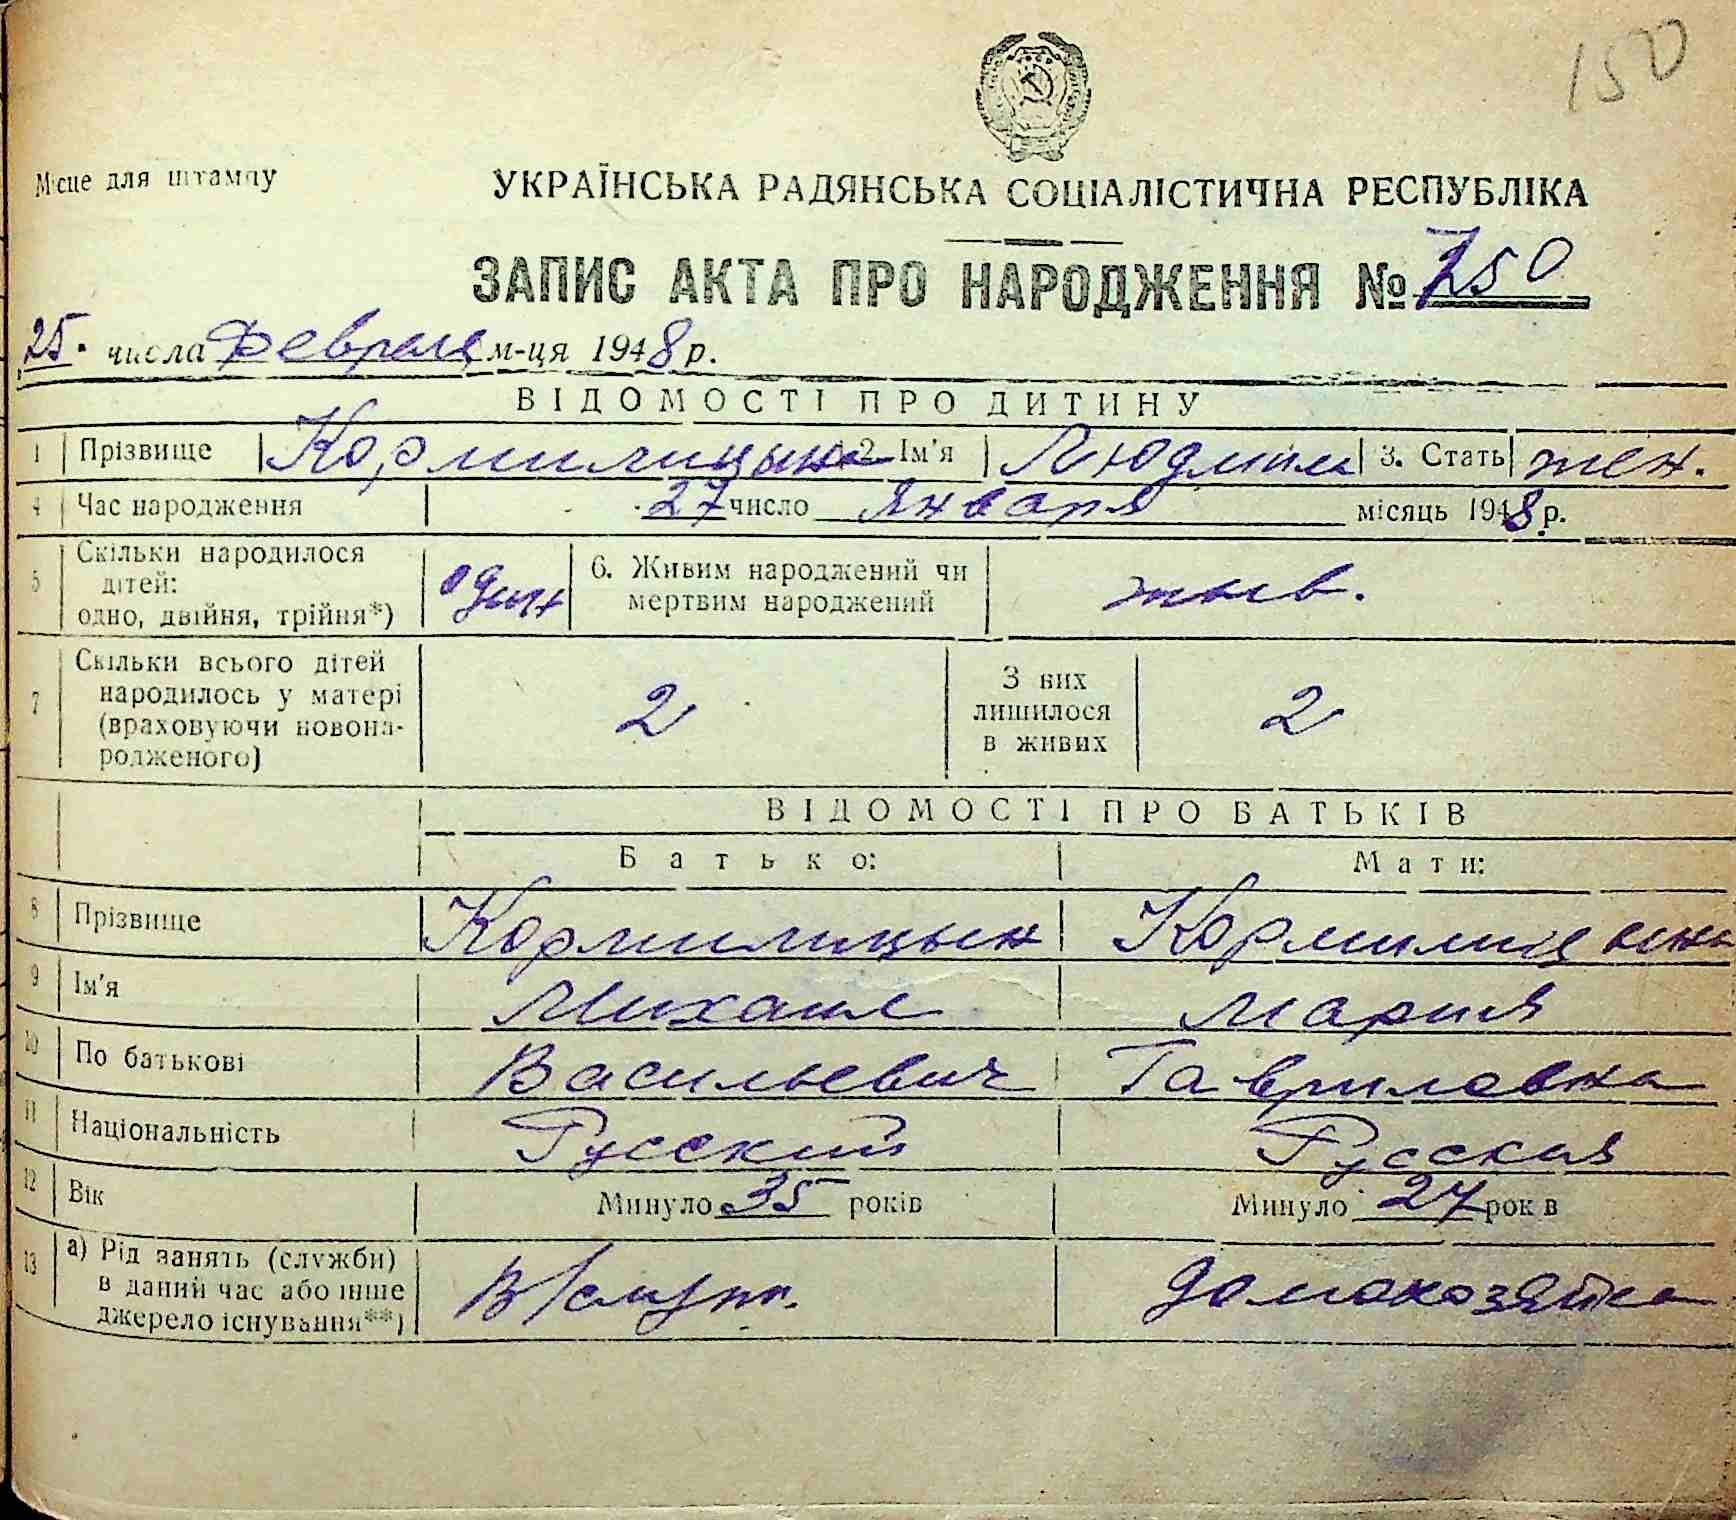 150
Місце для штампу
УКРАЇНСЬКА РАДЯНСЬКА СОЦІАЛІСТИЧНА РЕСПУБЛІКА
ЗАПИС АКТА ПРО НАРОДЖЕННЯ № 250
25. числа Февраля м-ця 1948 р.
ВІДОМОСТІ ПРО ДИТИНУ
1 Прізвище Кормилицына 2. Ім'я Людмила 3. Стать жен.
4 Час народження 27 число Января місяць 1948 р.
5 Скільки народилося дітей: одно, двійня, трійня*) один 6. Живим народжений чи мертвим народжений жив.
7 Скільки всього дітей народилось у матері (враховуючи новонародженого) 2 З них лишилося в живих 2
ВІДОМОСТІ ПРО БАТЬКІВ
Батько: Мати:
8 Прізвище Кормилицын Кормилицына
9 Ім'я Михаил Мария
10 По батькові Васильевич Гавриловна
11 Національність Русский Русская
12 Вік Минуло 35 років Минуло 27 років
13 а) Рід занять (служби) в даний час або інше джерело існування**) В/служ. домохозяйка